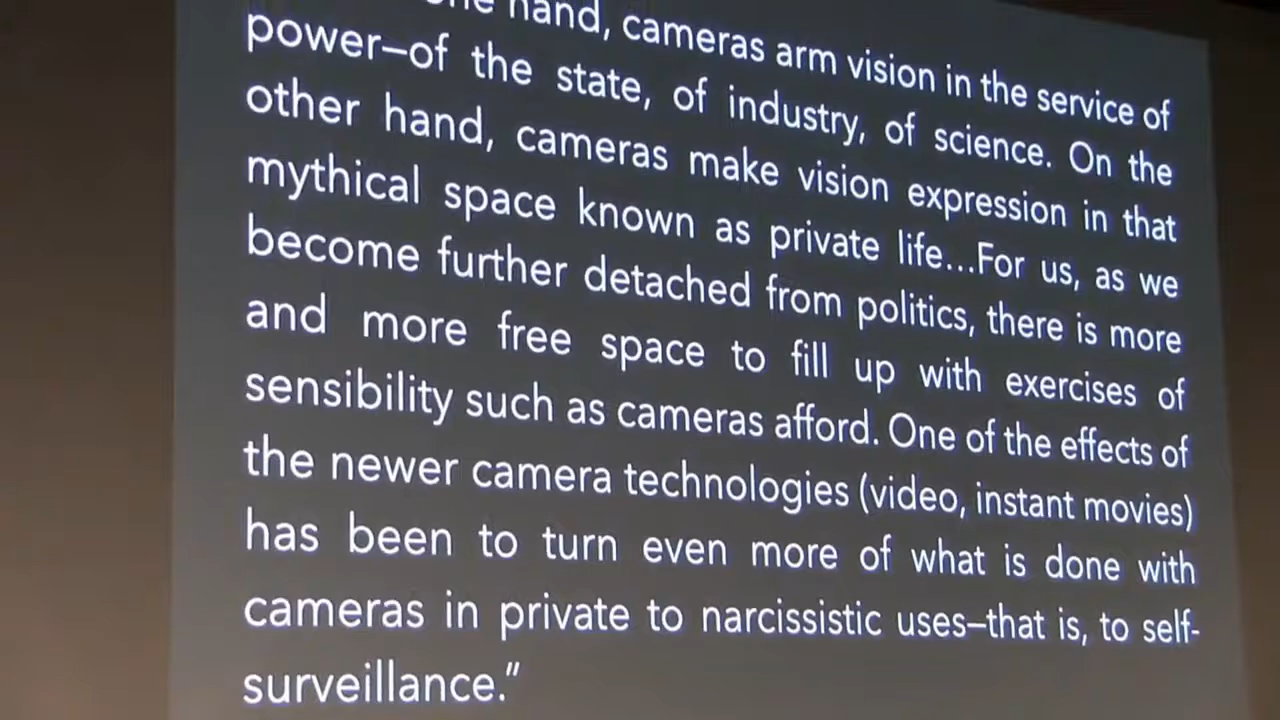 hand, cameras arm vision in the service of
power–of the state, of industry, of science. On the
other hand, cameras make vision expression in that
mythical space known as private life...For us, as we
become further detached from politics, there is more
and more free space to fill up with exercises of
sensibility such as cameras afford. One of the effects of
the newer camera technologies (video, instant movies)
has been to turn even more of what is done with
cameras in private to narcissistic uses–that is, to self-
surveillance.”